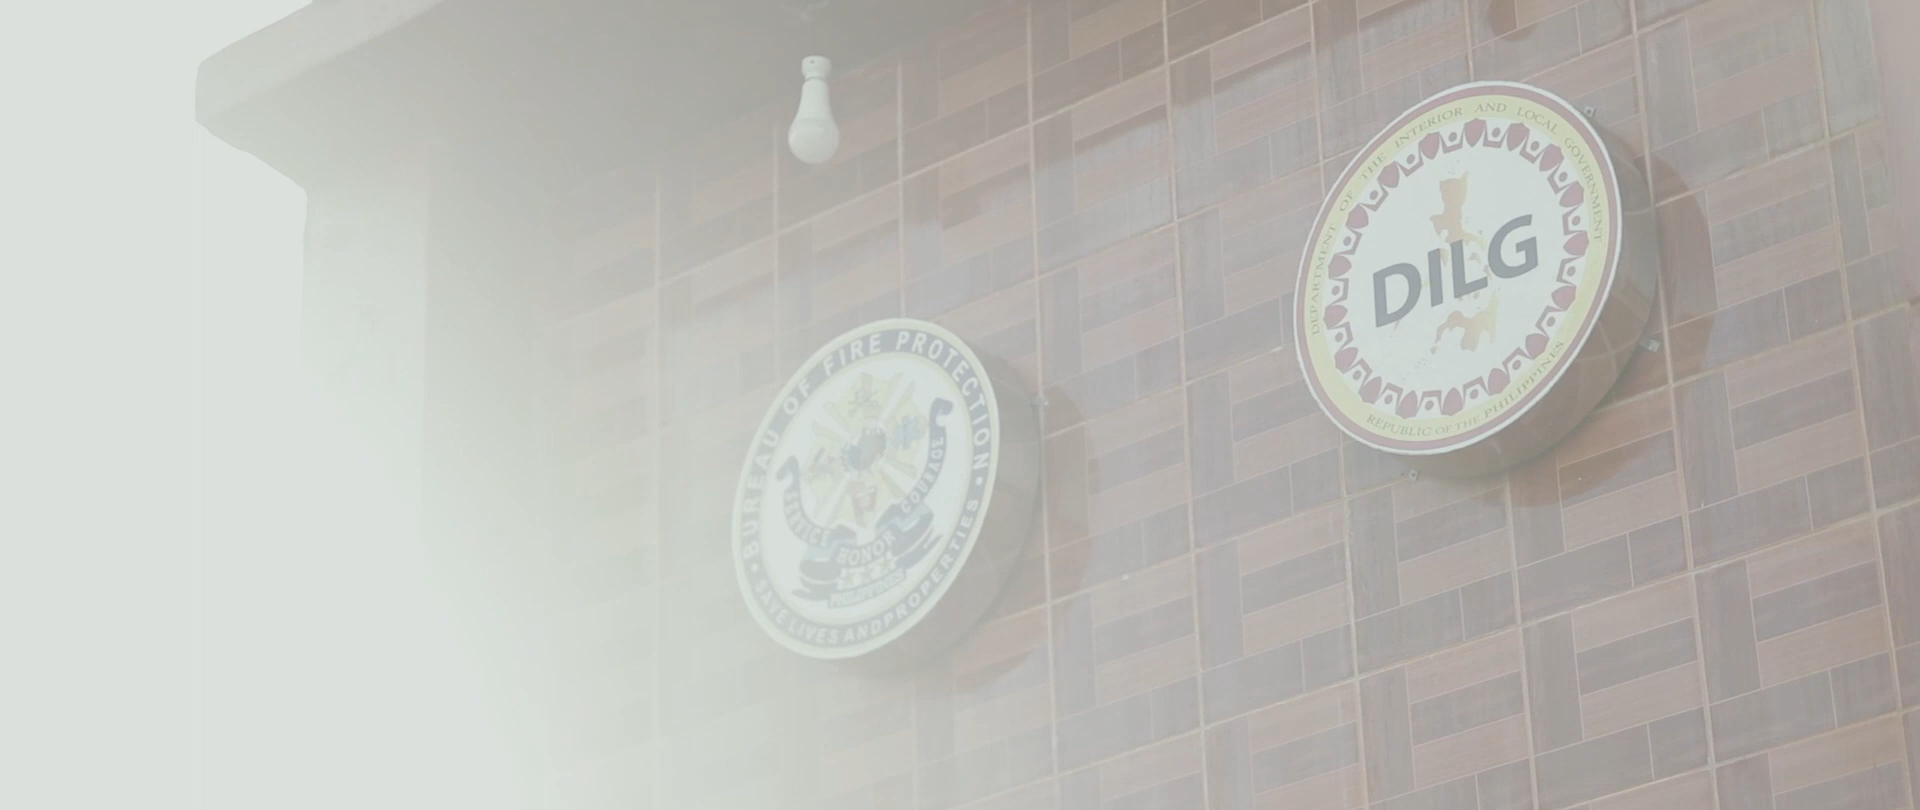 BUREAU OF FIRE PROTECTION
SERVICE HONOR COURAGE
PHILIPPINES
SAVE LIVES AND PROPERTIES
DEPARTMENT OF THE INTERIOR AND LOCAL GOVERNMENT
DILG
REPUBLIC OF THE PHILIPPINES